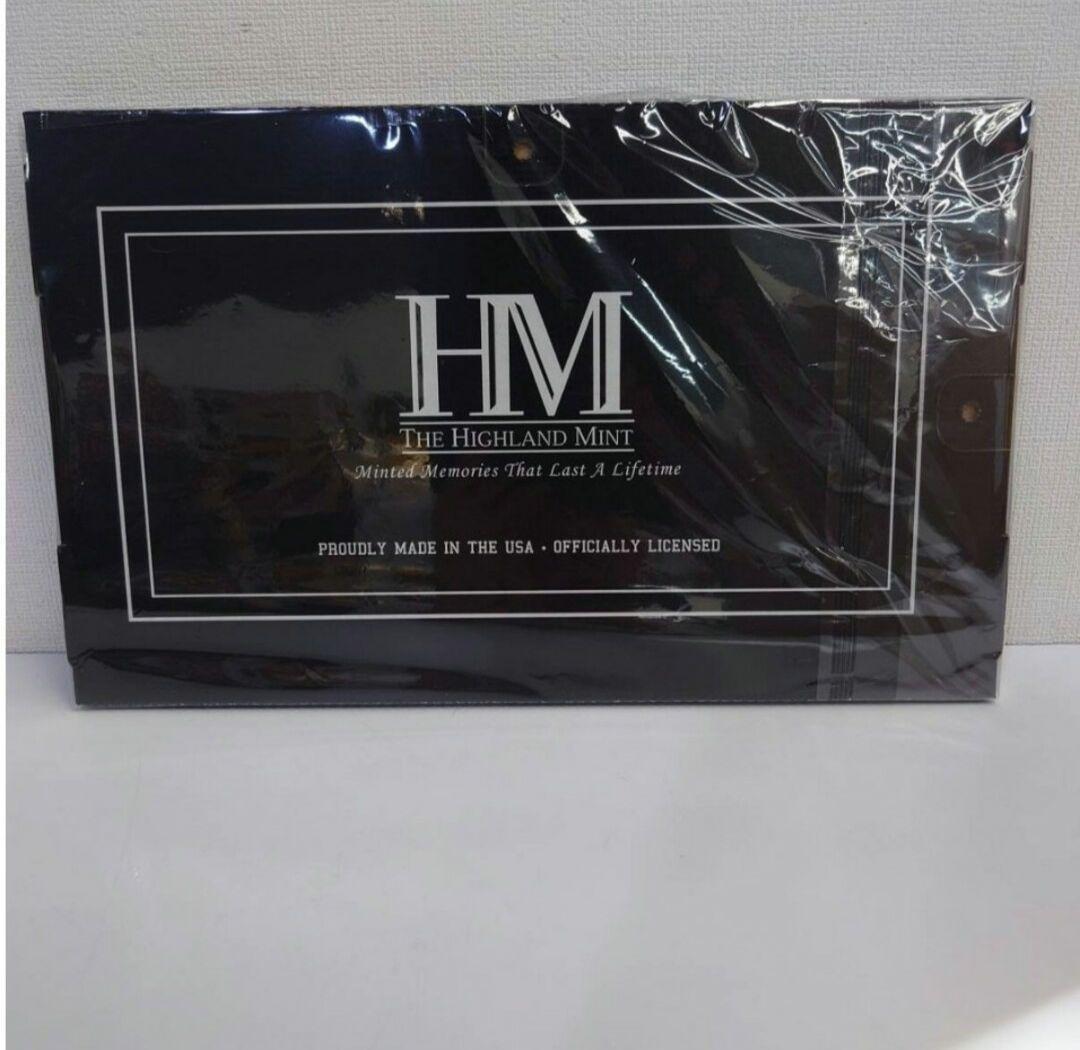 HM
THE HIGHLAND MINT
Minted Memories That Last A Lifetime
PROUDLY MADE IN THE USA • OFFICIALLY LICENSED